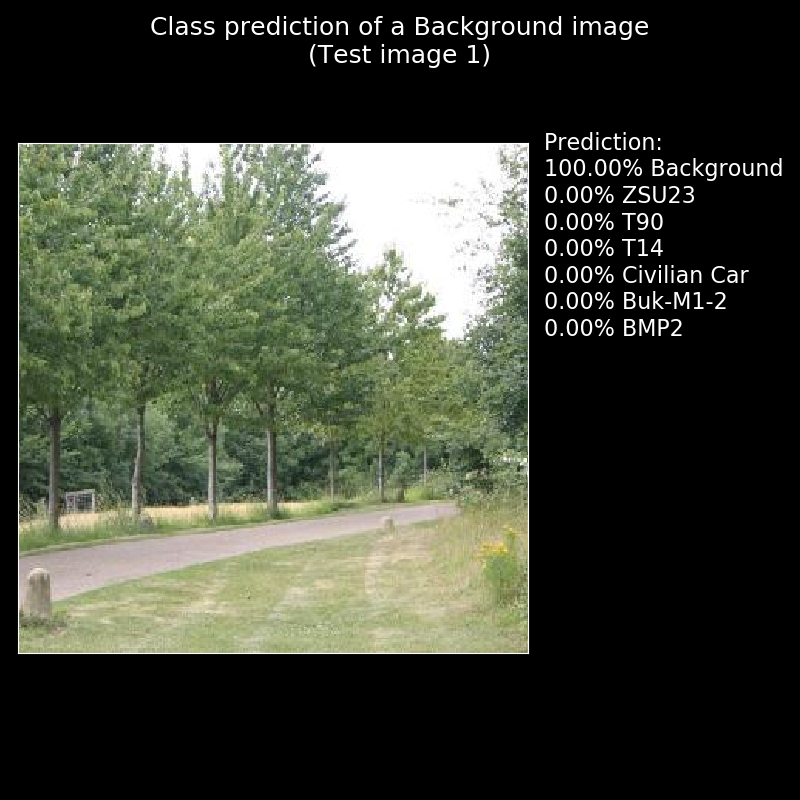 Class prediction of a Background image
(Test image 1)
Prediction:
100.00% Background
0.00% ZSU23
0.00% T90
0.00% T14
0.00% Civilian Car
0.00% Buk-M1-2
0.00% BMP2